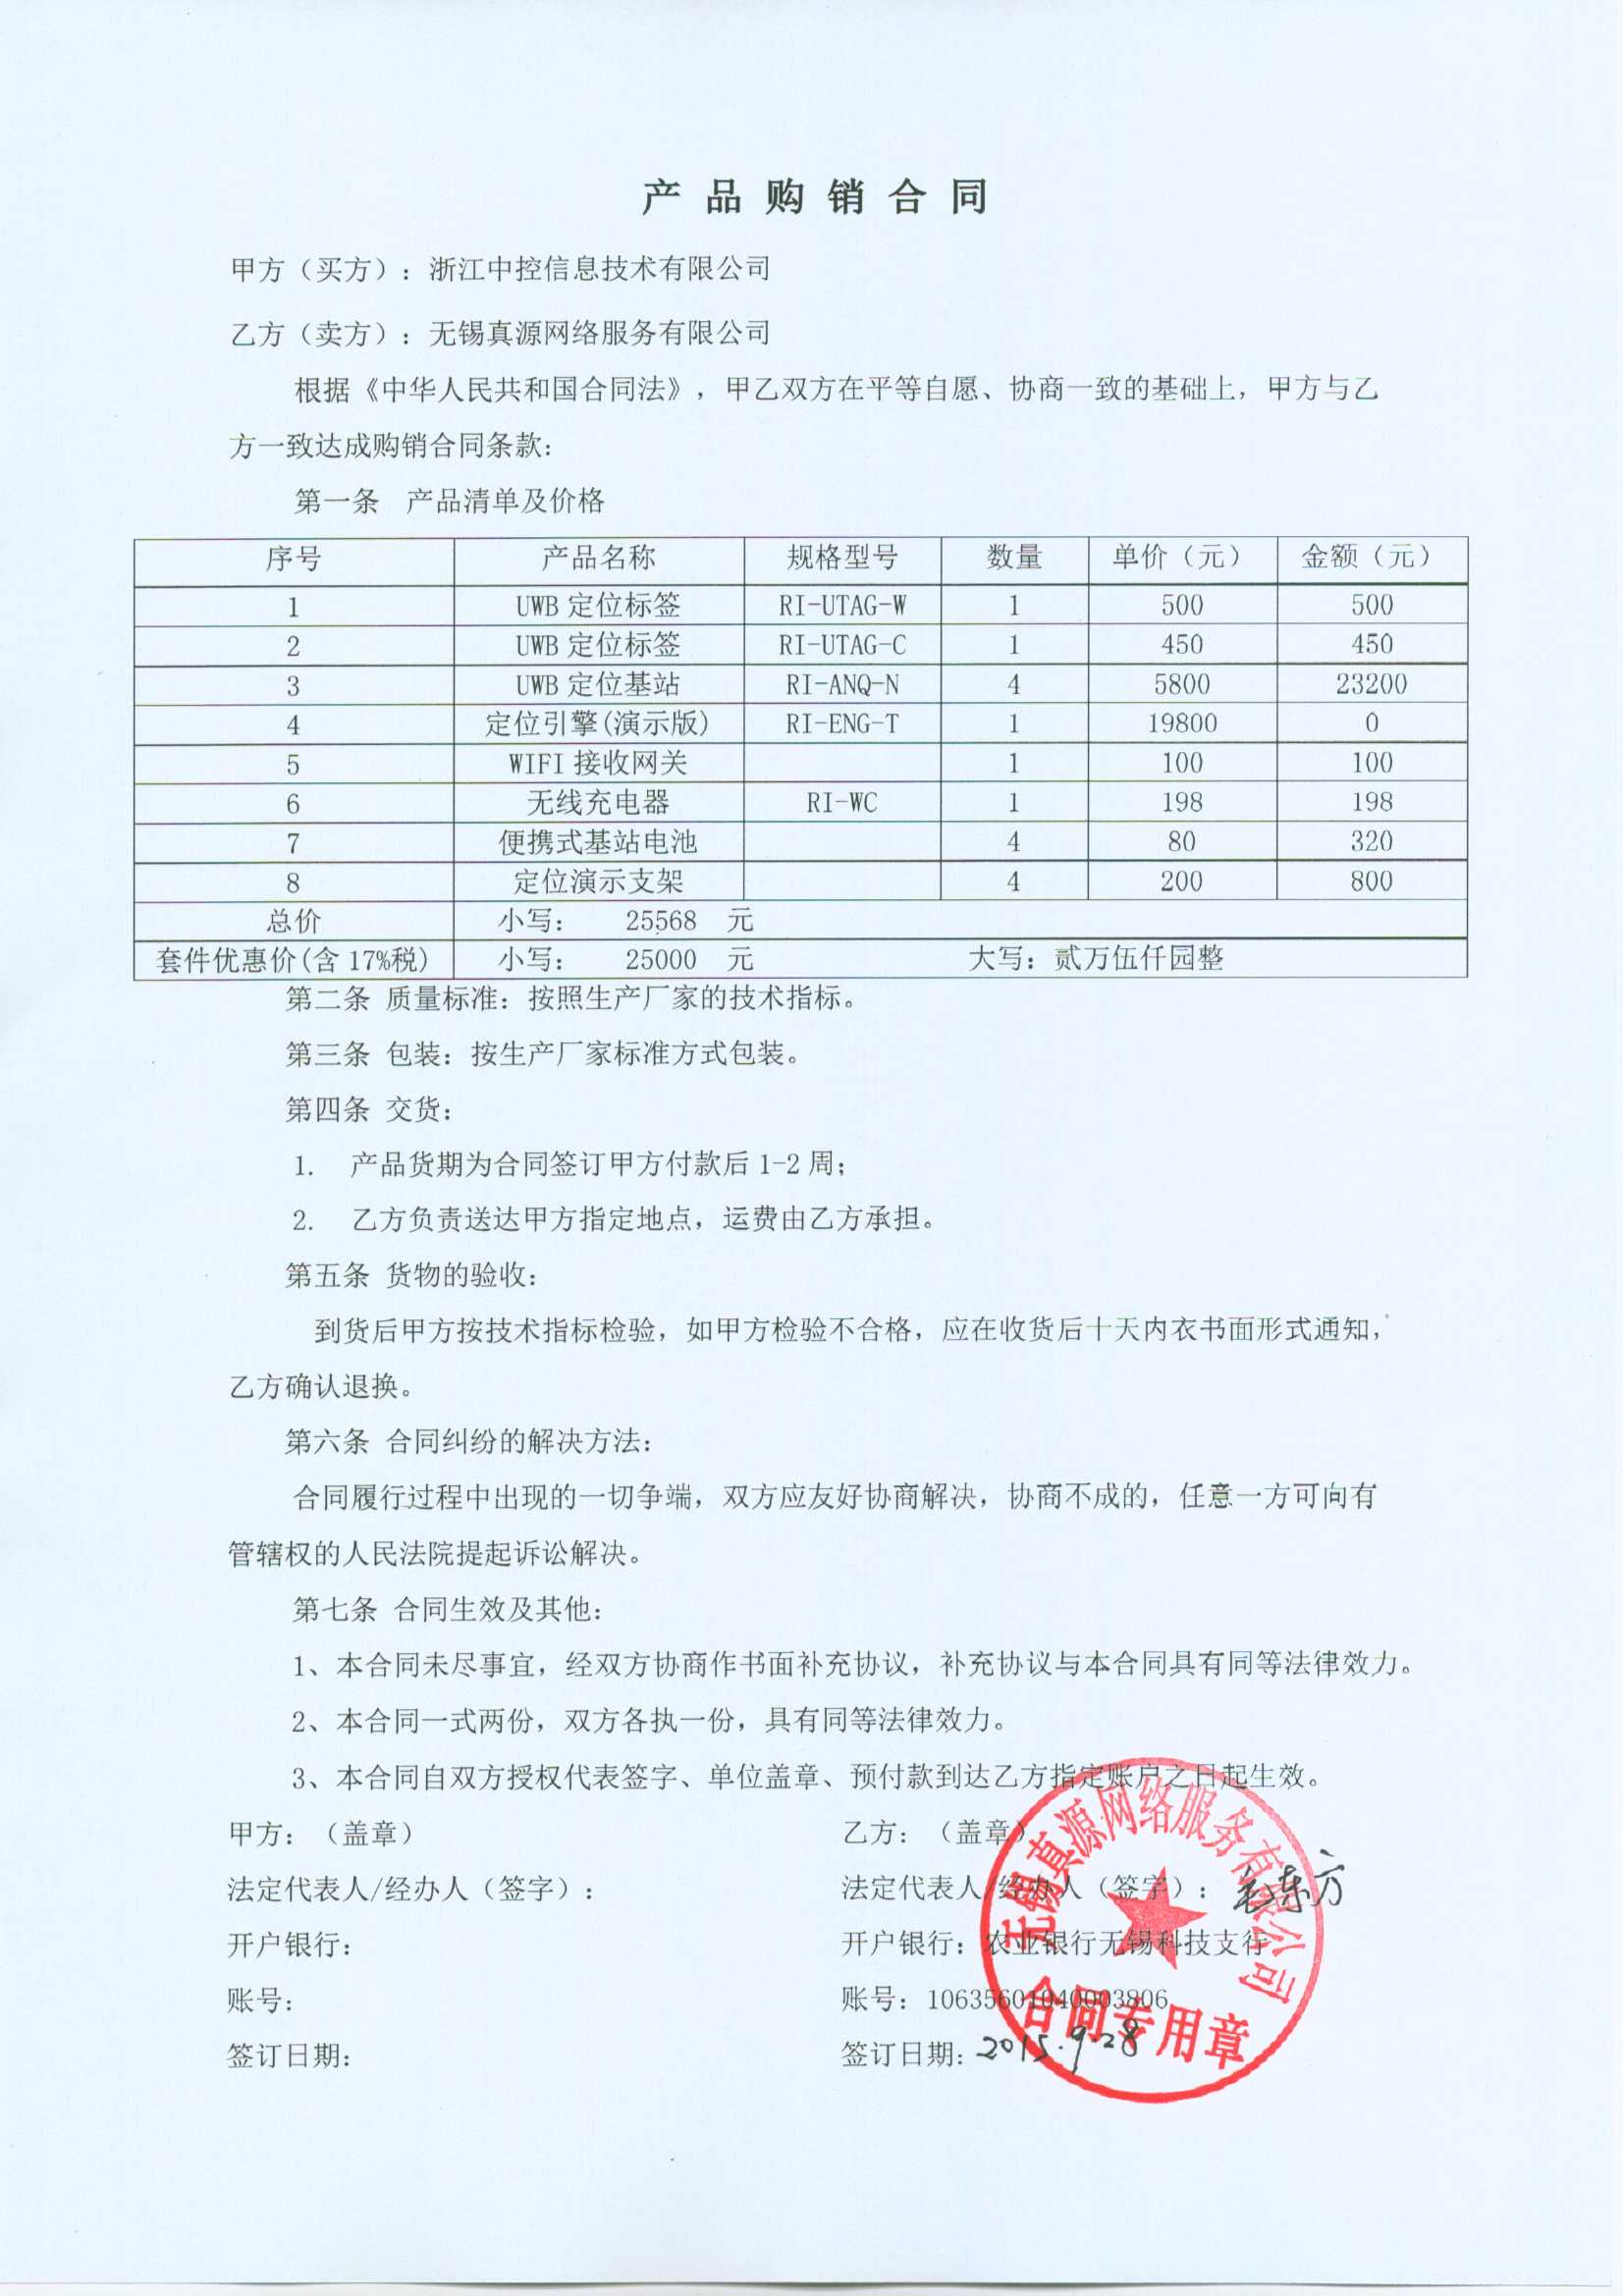 产品购销合同
甲方（买方）：浙江中控信息技术有限公司
乙方（卖方）：无锡真源网络服务有限公司
根据《中华人民共和国合同法》，甲乙双方在平等自愿、协商一致的基础上，甲方与乙
方一致达成购销合同条款：
第一条 产品清单及价格
序号 产品名称 规格型号 数量 单价（元） 金额（元）
1 UWB定位标签 RI-UTAG-W 1 500 500
2 UWB定位标签 RI-UTAG-C 1 450 450
3 UWB定位基站 RI-ANQ-N 4 5800 23200
4 定位引擎(演示版) RI-ENG-T 1 19800 0
5 WIFI接收网关 1 100 100
6 无线充电器 RI-WC 1 198 198
7 便携式基站电池 4 80 320
8 定位演示支架 4 200 800
总价 小写： 25568 元
套件优惠价(含17%税) 小写： 25000 元 大写：贰万伍仟园整
第二条 质量标准：按照生产厂家的技术指标。
第三条 包装：按生产厂家标准方式包装。
第四条 交货：
1. 产品货期为合同签订甲方付款后1-2周；
2. 乙方负责送达甲方指定地点，运费由乙方承担。
第五条 货物的验收：
到货后甲方按技术指标检验，如甲方检验不合格，应在收货后十天内衣书面形式通知，
乙方确认退换。
第六条 合同纠纷的解决方法：
合同履行过程中出现的一切争端，双方应友好协商解决，协商不成的，任意一方可向有
管辖权的人民法院提起诉讼解决。
第七条 合同生效及其他：
1、本合同未尽事宜，经双方协商作书面补充协议，补充协议与本合同具有同等法律效力。
2、本合同一式两份，双方各执一份，具有同等法律效力。
3、本合同自双方授权代表签字、单位盖章、预付款到达乙方指定账户之日起生效。
甲方：（盖章） 乙方：（盖章）
法定代表人/经办人（签字）： 法定代表人/经办人（签字）：
开户银行： 开户银行：农业银行无锡科技支行
账号： 账号：10635601040003806
签订日期： 签订日期：2015.9.28
无锡真源网络服务有限公司
合同专用章